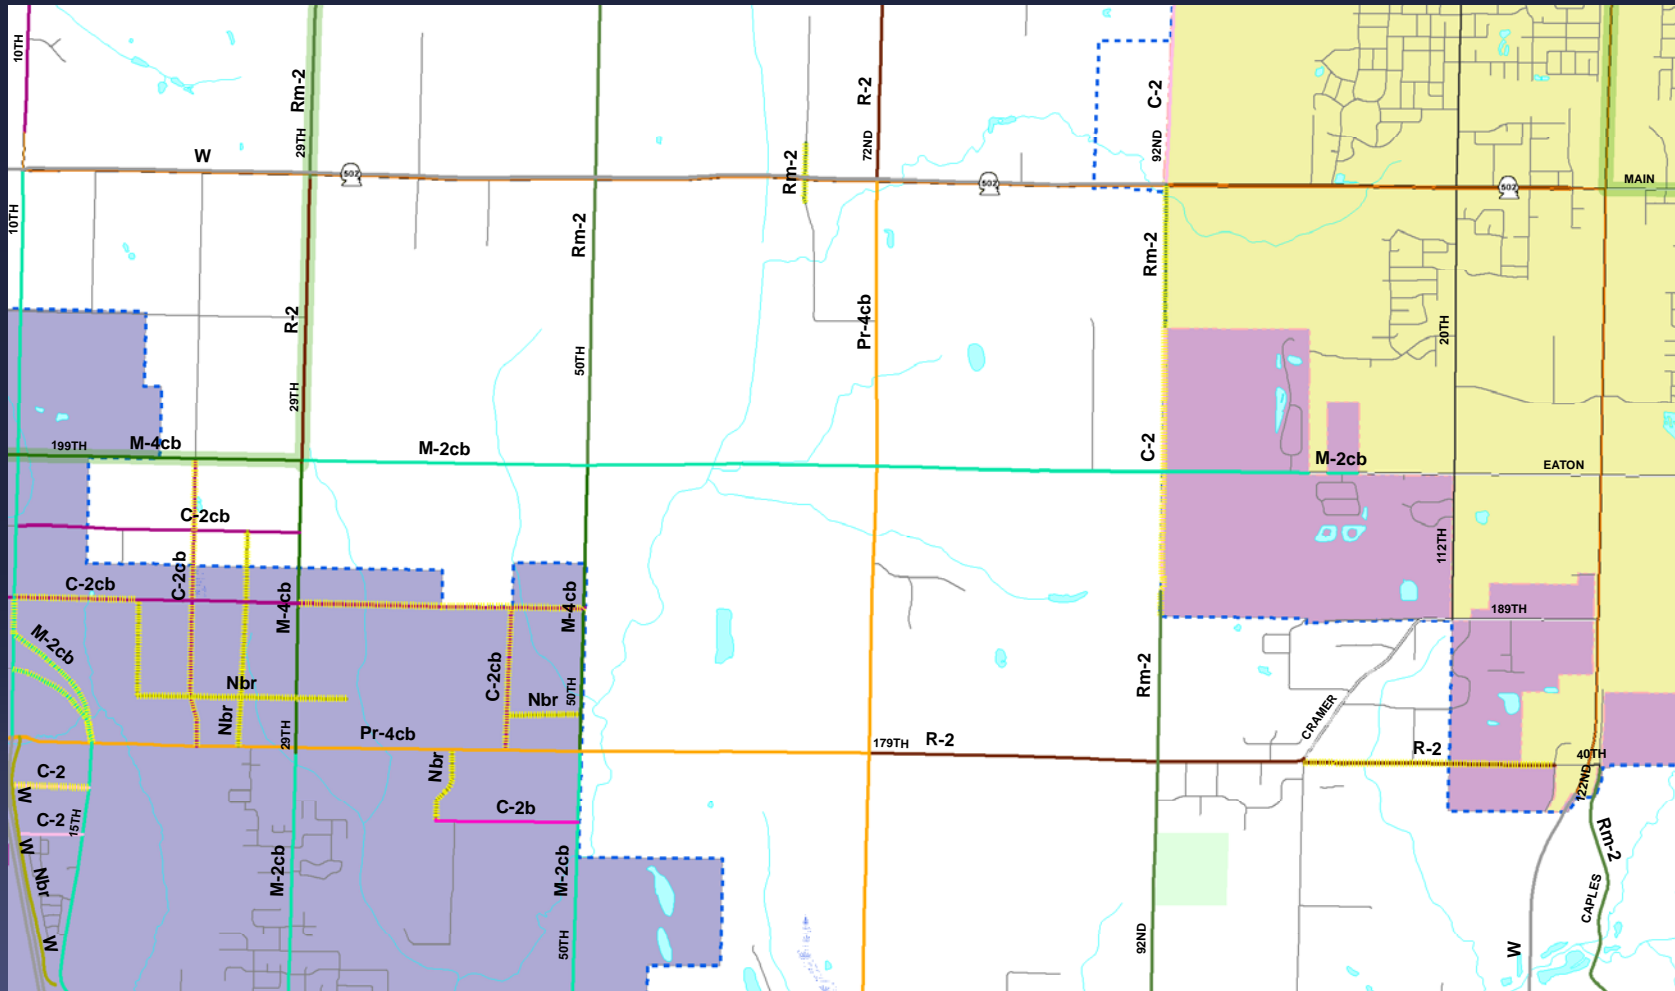 10TH
Rm-2
29TH
R-2
72ND
C-2
92ND
W
502
Rm-2
502
502
MAIN
10TH
Rm-2
Rm-2
R-2
Pr-4cb
20TH
50TH
29TH
199TH
M-4cb
M-2cb
C-2
M-2cb
EATON
C-2cb
112TH
C-2cb
C-2cb
M-4cb
M-4cb
189TH
M-2cb
C-2cb
Nbr
Nbr
50TH
Rm-2
Nbr
29TH
Pr-4cb
179TH
R-2
CRAMER
R-2
40TH
122ND
C-2
W
Nbr
C-2b
C-2
15TH
W
Nbr
M-2cb
M-2cb
Rm-2
CAPLES
W
50TH
92ND
W